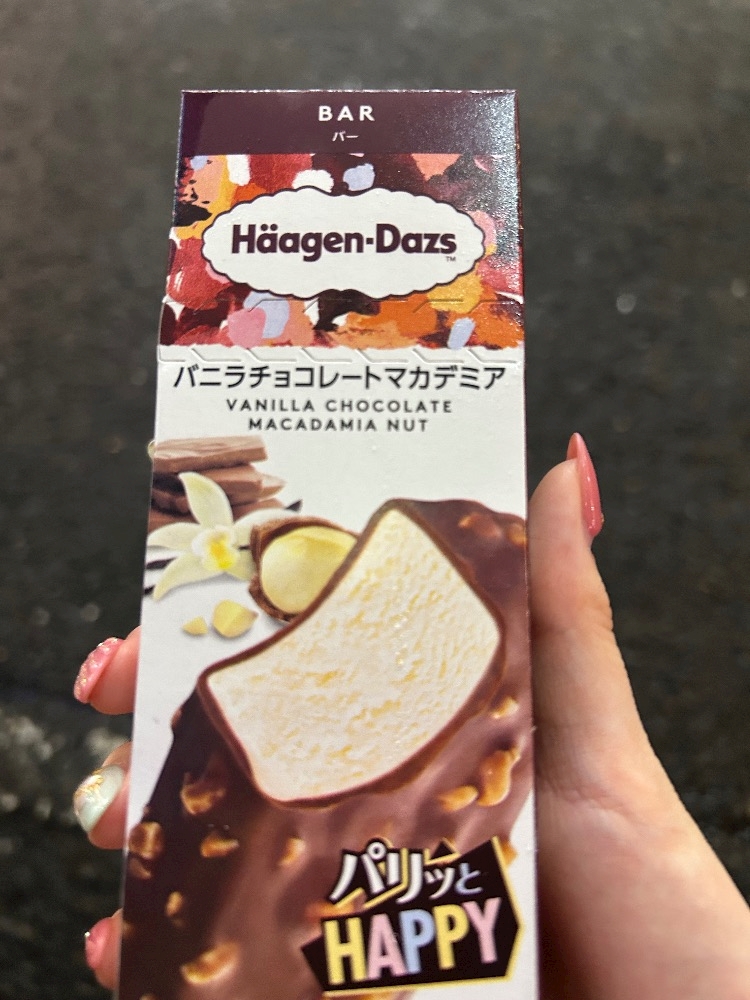 BAR
バー
Häagen-Dazs™
バニラチョコレートマカデミア
VANILLA CHOCOLATE
MACADAMIA NUT
パリッと
HAPPY